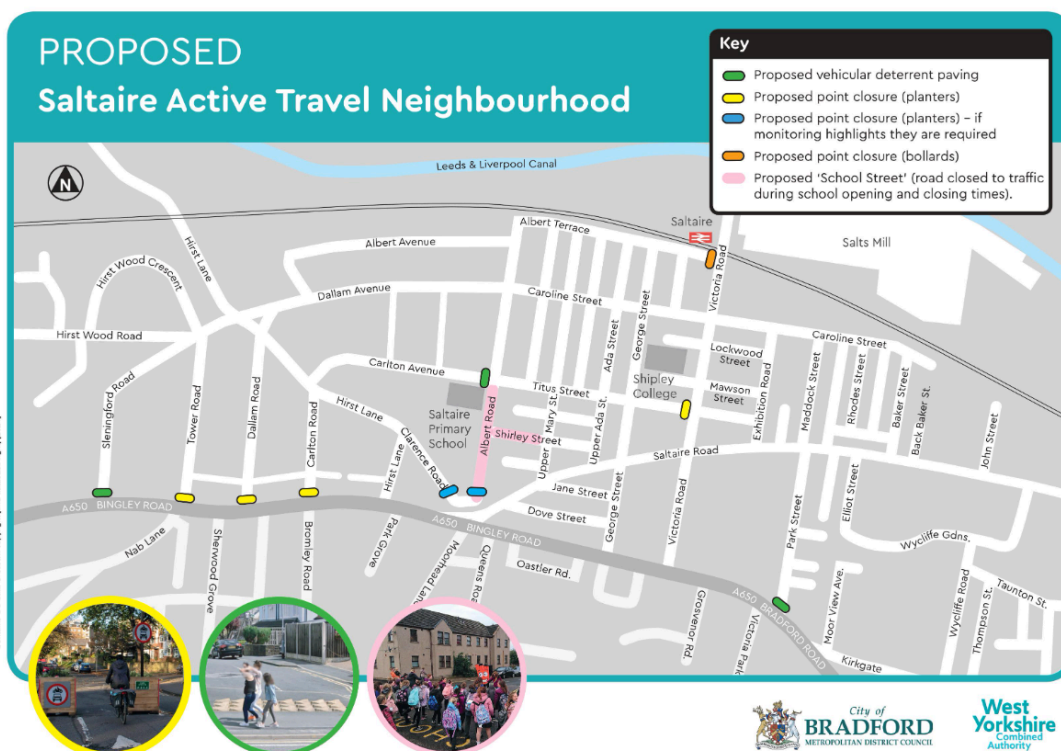 PROPOSED
Saltaire Active Travel Neighbourhood
Key
Proposed vehicular deterrent paving
Proposed point closure (planters)
Proposed point closure (planters) – if
monitoring highlights they are required
Proposed point closure (bollards)
Proposed 'School Street' (road closed to traffic
during school opening and closing times).
N
Leeds & Liverpool Canal
Hirst Lane
Albert Avenue
Albert Terrace
Saltaire
Salts Mill
Victoria Road
Hirst Wood Crescent
Dallam Avenue
Caroline Street
George Street
Ada Street
Caroline Street
Hirst Wood Road
Lockwood
Street
Carlton Avenue
Titus Street
Shipley
College
Mawson
Street
Exhibition Road
Maddock Street
Rhodes Street
Baker Street
Back Baker St.
Sleningford Road
Tower Road
Dallam Road
Carlton Road
Hirst Lane
Saltaire
Primary
School
Albert Road
Shirley Street
Upper Mary St.
Upper Ada St.
Saltaire Road
John Street
Clarence Road
Hirst Lane
Jane Street
Dove Street
George Street
Victoria Road
Park Street
Elliot Street
Wycliffe Gdns.
A650 BINGLEY ROAD
A650 BINGLEY ROAD
Nab Lane
Sherwood Grove
Bromley Road
Park Grove
Moorhead Lane
Oastler Rd.
Grosvenor Rd
Victoria Park
A650 BRADFORD ROAD
Moor View Ave.
Kirkgate
Wycliffe Road
Thompson St.
Taunton St.
City of
BRADFORD
METROPOLITAN DISTRICT COUNCIL
West
Yorkshire
Combined
Authority